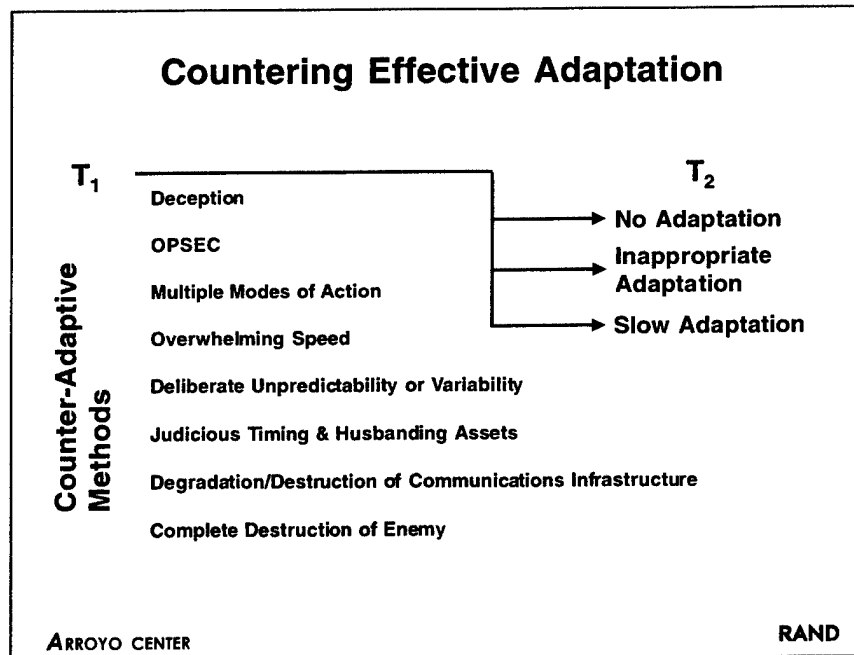 Countering Effective Adaptation
T1
T2
Deception
OPSEC
Multiple Modes of Action
Overwhelming Speed
Deliberate Unpredictability or Variability
Judicious Timing & Husbanding Assets
Degradation/Destruction of Communications Infrastructure
Complete Destruction of Enemy
Counter-Adaptive
Methods
No Adaptation
Inappropriate
Adaptation
Slow Adaptation
ARROYO CENTER
RAND